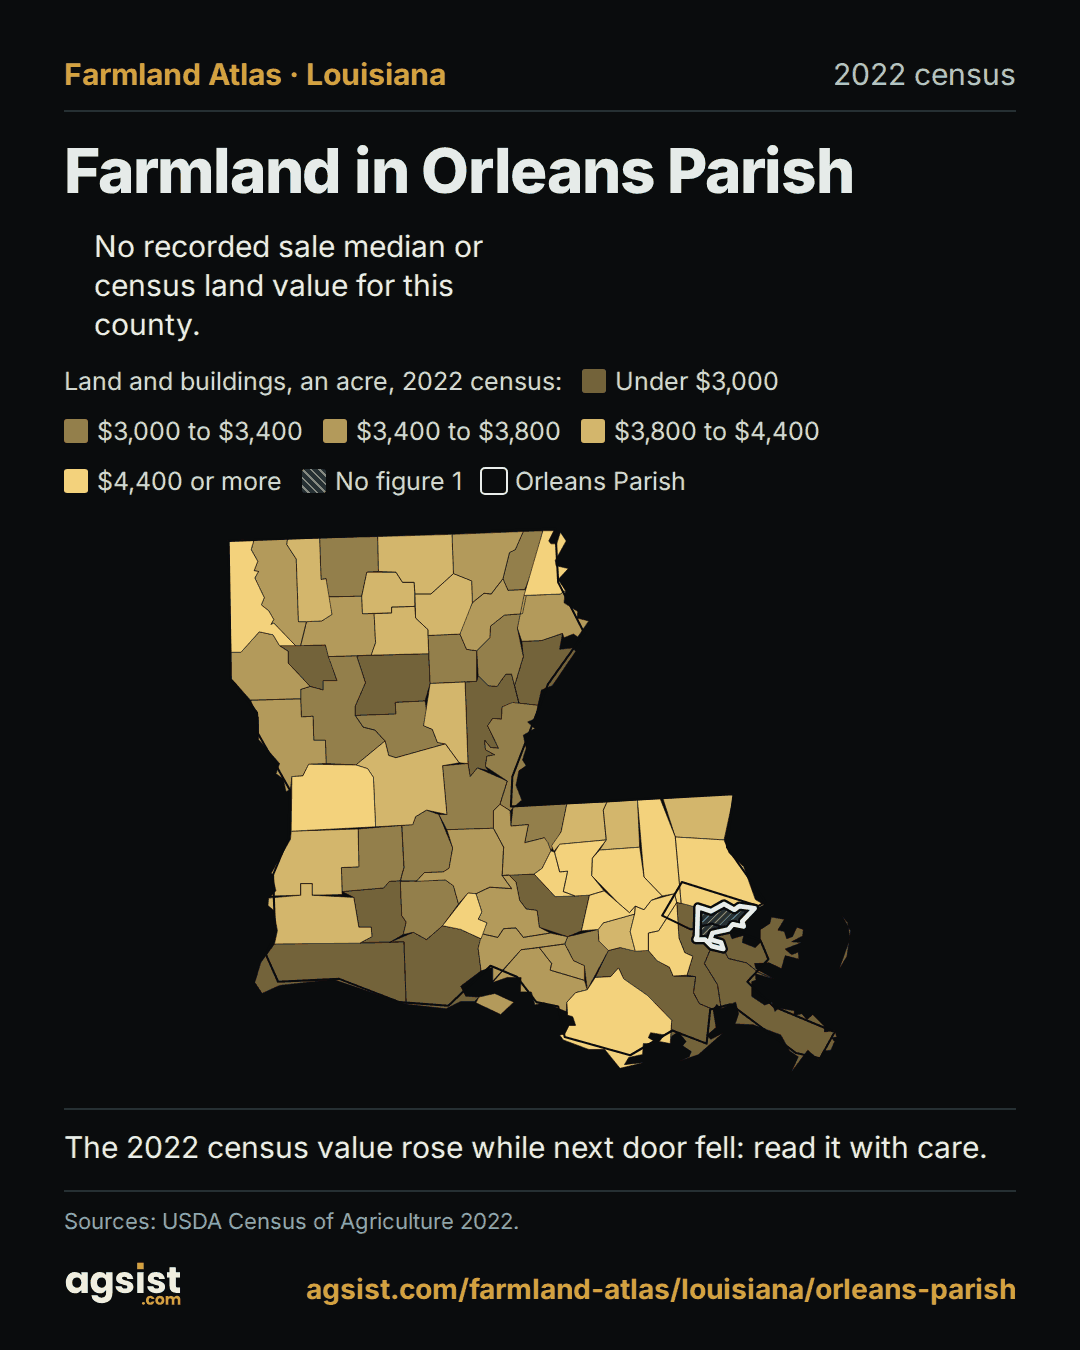 Farmland Atlas · Louisiana
2022 census
Farmland in Orleans Parish
No recorded sale median or
census land value for this
county.
Land and buildings, an acre, 2022 census: Under $3,000
$3,000 to $3,400 $3,400 to $3,800 $3,800 to $4,400
$4,400 or more No figure 1 Orleans Parish
The 2022 census value rose while next door fell: read it with care.
Sources: USDA Census of Agriculture 2022.
agsist
.com
agsist.com/farmland-atlas/louisiana/orleans-parish